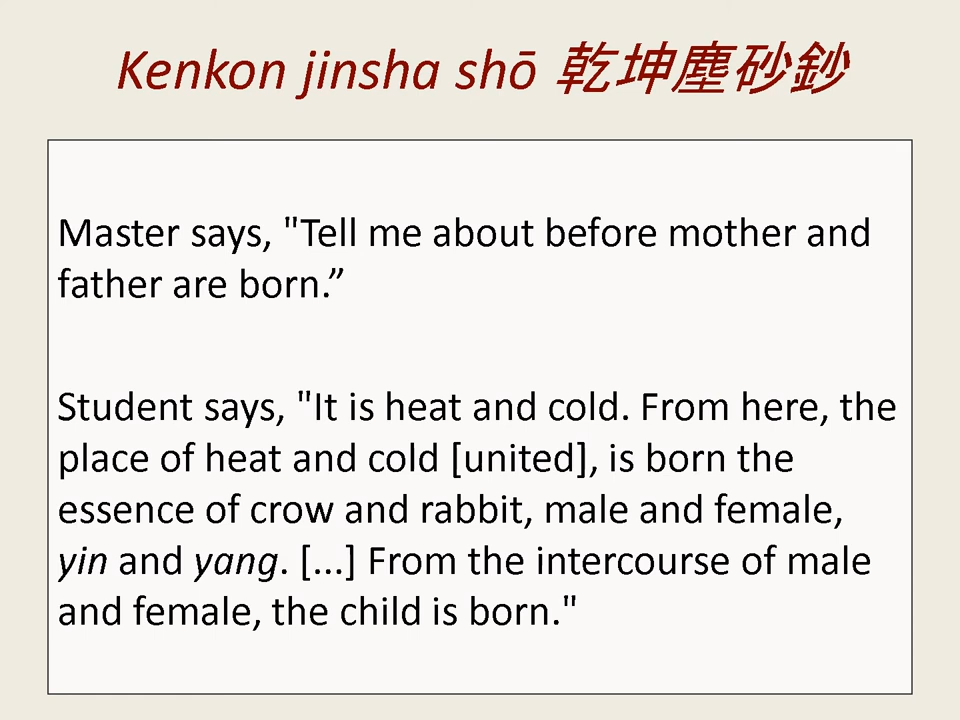 Kenkon jinsha shō 乾坤塵砂鈔
Master says, "Tell me about before mother and
father are born.”
Student says, "It is heat and cold. From here, the
place of heat and cold [united], is born the
essence of crow and rabbit, male and female,
yin and yang. [...] From the intercourse of male
and female, the child is born."